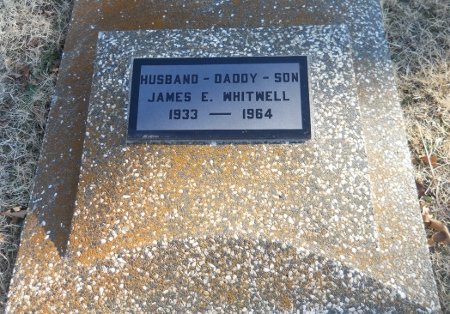 HUSBAND - DADDY - SON
JAMES E. WHITWELL
1933 — 1964